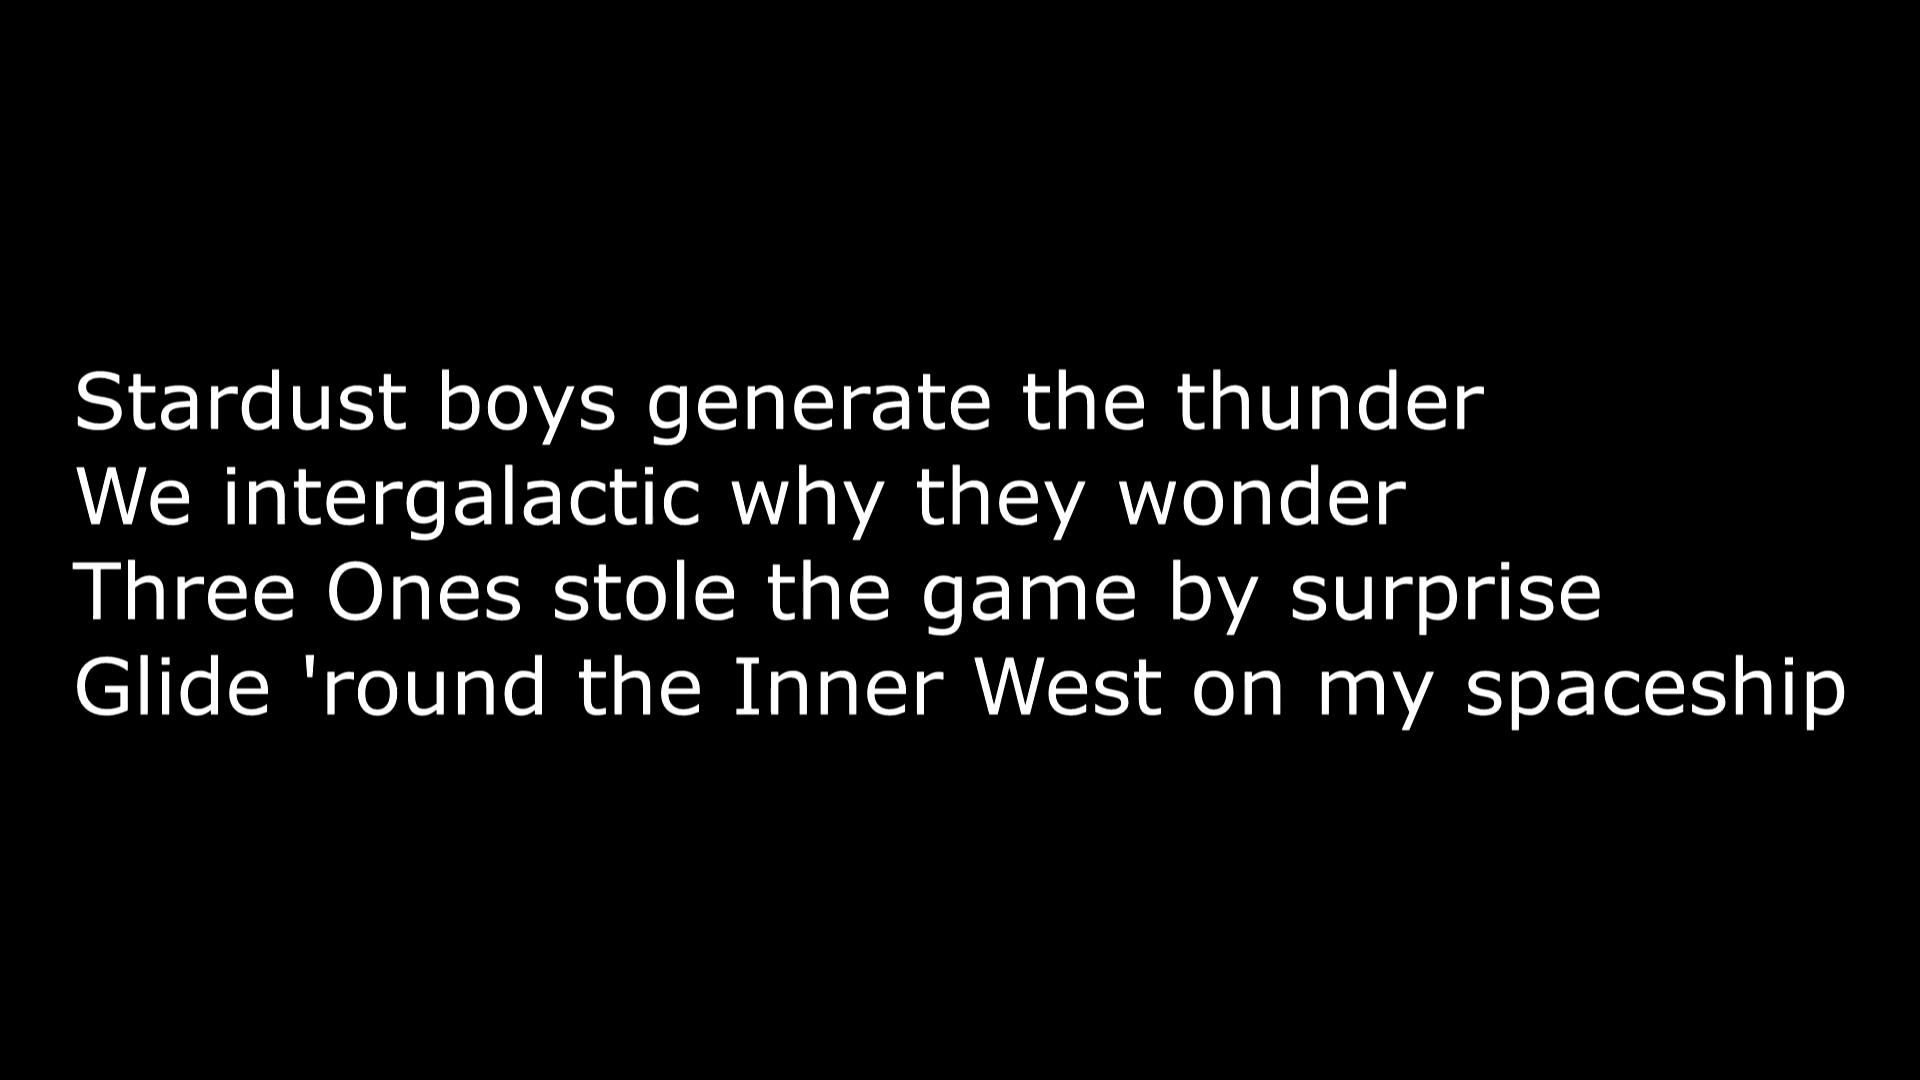 Stardust boys generate the thunder
We intergalactic why they wonder
Three Ones stole the game by surprise
Glide 'round the Inner West on my spaceship